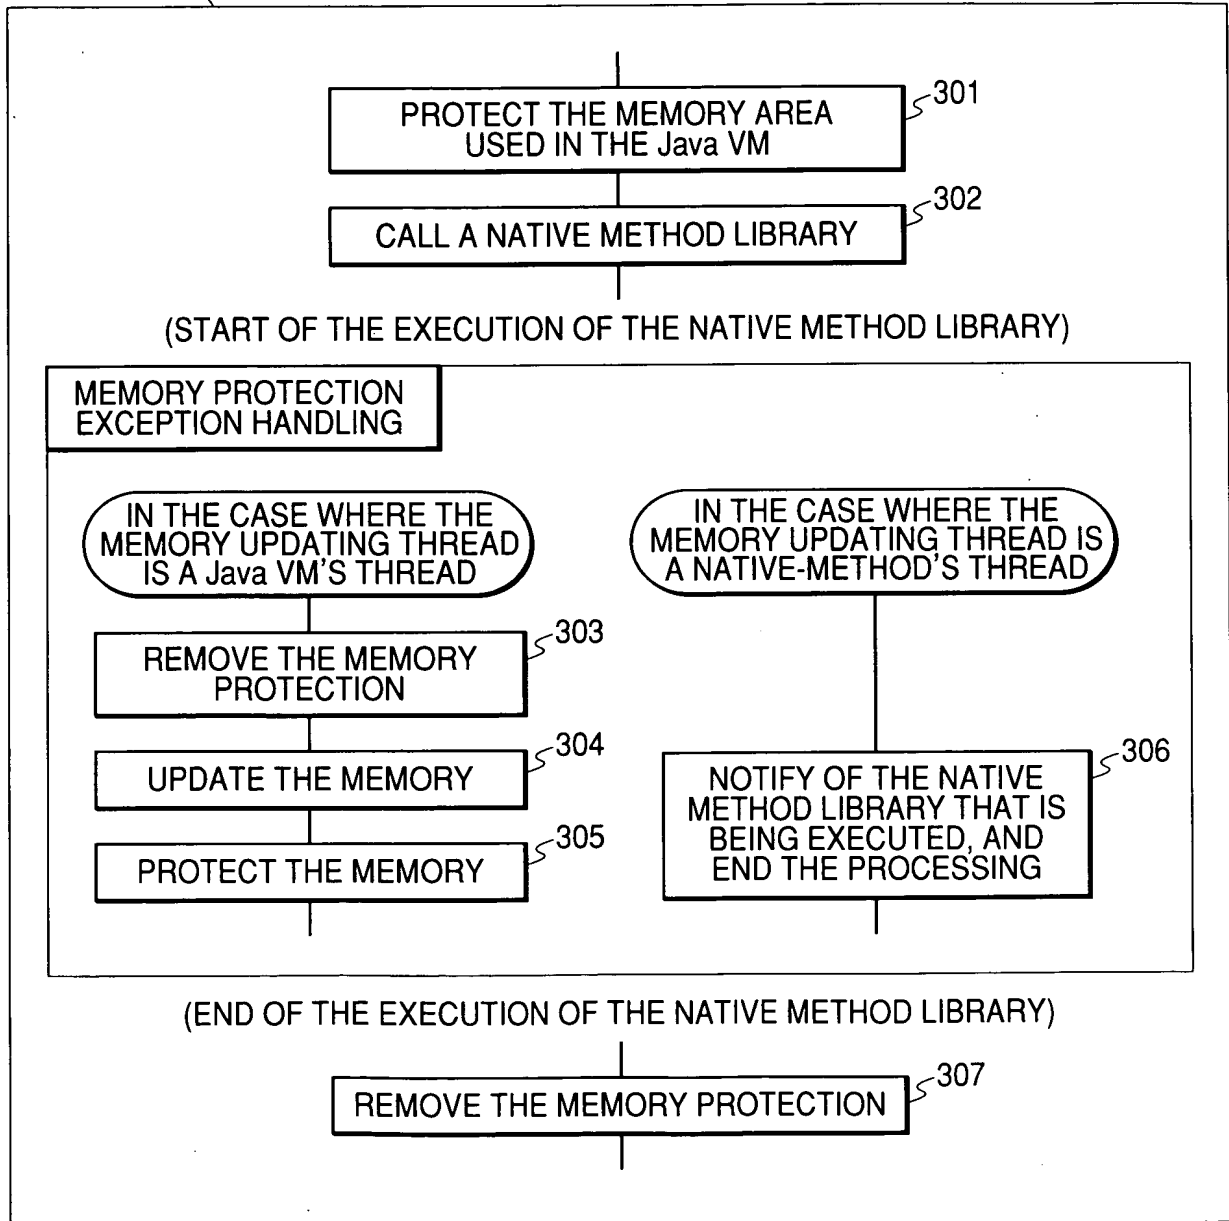 PROTECT THE MEMORY AREA
USED IN THE Java VM
301
CALL A NATIVE METHOD LIBRARY
302
(START OF THE EXECUTION OF THE NATIVE METHOD LIBRARY)
MEMORY PROTECTION
EXCEPTION HANDLING
IN THE CASE WHERE THE
MEMORY UPDATING THREAD
IS A Java VM'S THREAD
REMOVE THE MEMORY
PROTECTION
303
UPDATE THE MEMORY
304
PROTECT THE MEMORY
305
IN THE CASE WHERE THE
MEMORY UPDATING THREAD IS
A NATIVE-METHOD'S THREAD
NOTIFY OF THE NATIVE
METHOD LIBRARY THAT IS
BEING EXECUTED, AND
END THE PROCESSING
306
(END OF THE EXECUTION OF THE NATIVE METHOD LIBRARY)
REMOVE THE MEMORY PROTECTION
307